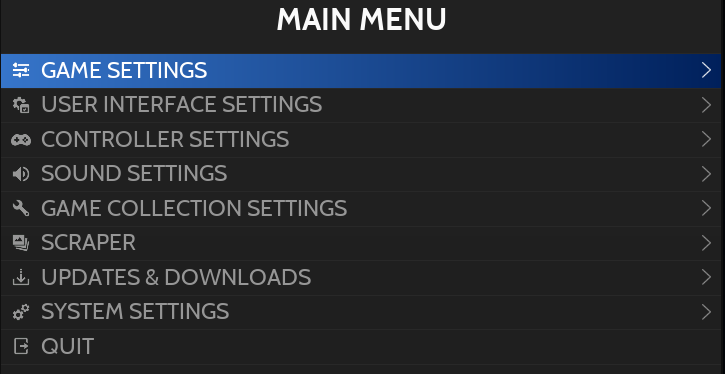 MAIN MENU
GAME SETTINGS
USER INTERFACE SETTINGS
CONTROLLER SETTINGS
SOUND SETTINGS
GAME COLLECTION SETTINGS
SCRAPER
UPDATES & DOWNLOADS
SYSTEM SETTINGS
QUIT